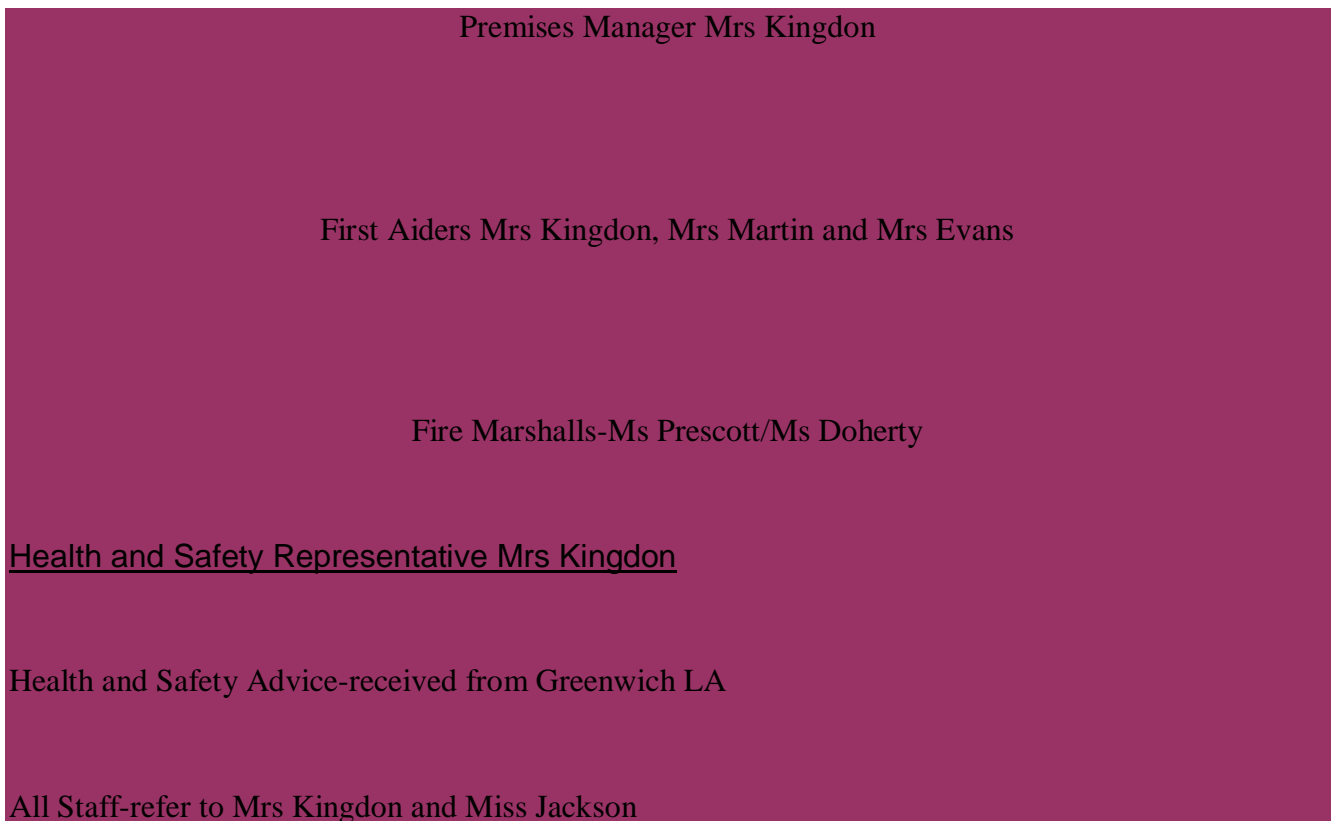 Premises Manager Mrs Kingdon
First Aiders Mrs Kingdon, Mrs Martin and Mrs Evans
Fire Marshalls-Ms Prescott/Ms Doherty
Health and Safety Representative Mrs Kingdon
Health and Safety Advice-received from Greenwich LA
All Staff-refer to Mrs Kingdon and Miss Jackson